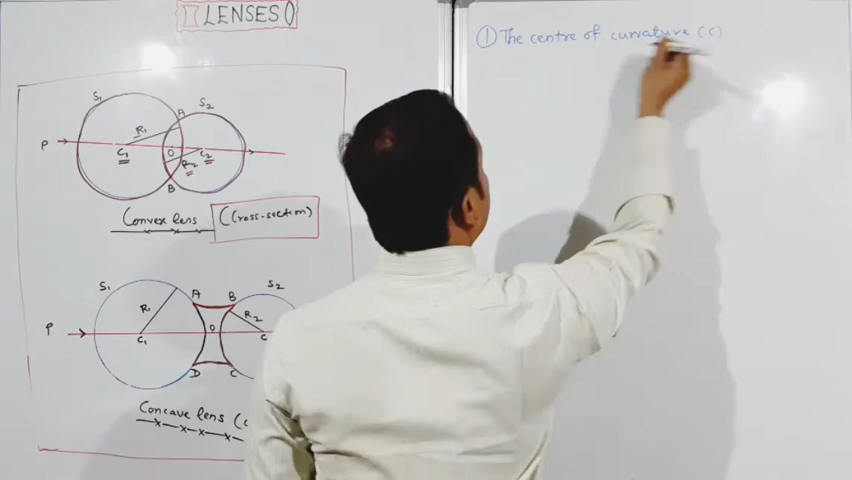 LENSES()
S1
A
S2
R1
P
C1
O
C2
R2
B
Convex lens
(Cross-section)
S1
A
B
S2
R1
R2
P
C1
O
C
D
C
Concave lens (c
① The centre of curvature (C)